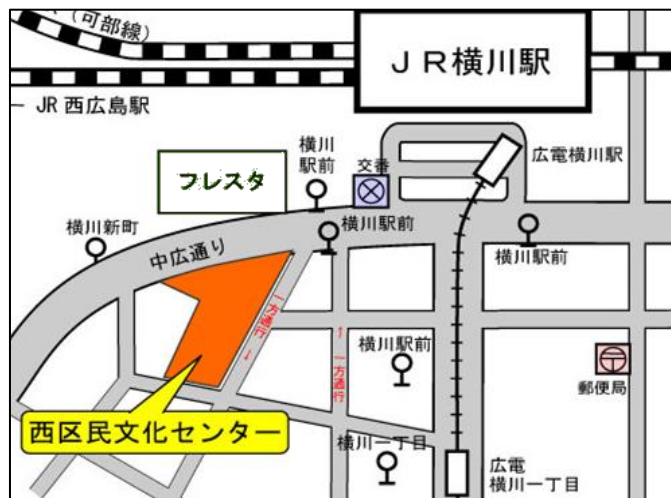 (可部線)
JR横川駅
JR西広島駅
横川
駅前
交番
広電横川駅
フレスタ
横川新町
横川駅前
横川駅前
中広通り
一方通行→
横川駅前
←一方通行
郵便局
西区民文化センター
横川一丁目
広電
横川一丁目